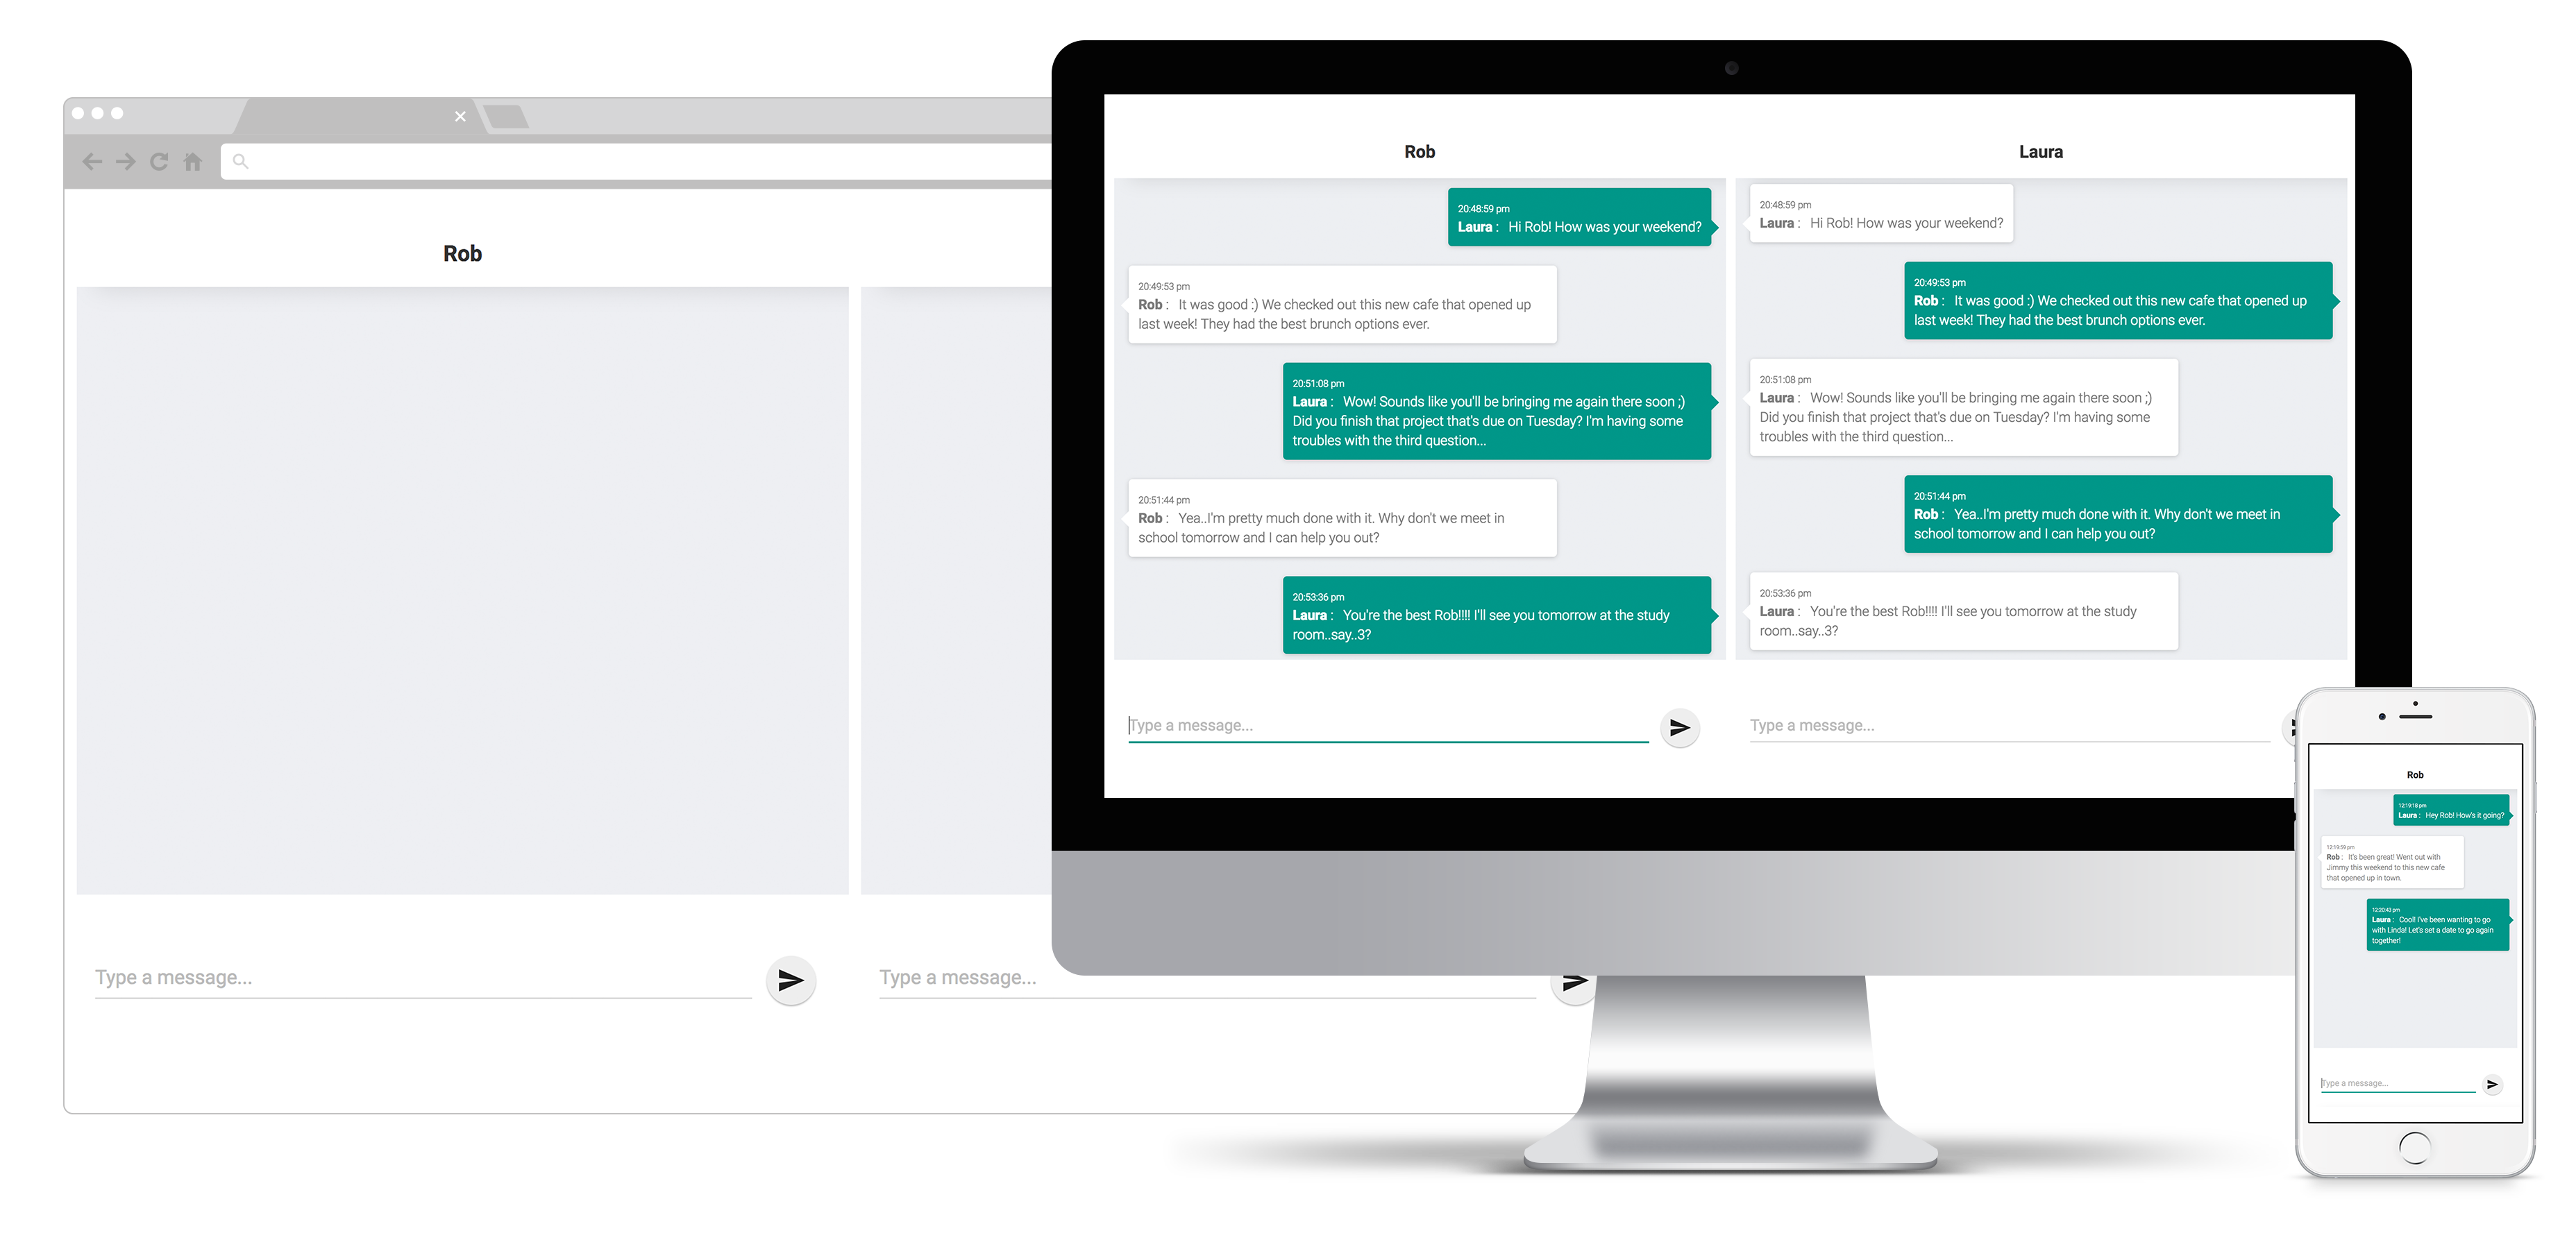 Rob
Type a message...
Type a message...
Rob
20:48:59 pm
Laura : Hi Rob! How was your weekend?
20:49:53 pm
Rob : It was good :) We checked out this new cafe that opened up
last week! They had the best brunch options ever.
20:51:08 pm
Laura : Wow! Sounds like you'll be bringing me again there soon ;)
Did you finish that project that's due on Tuesday? I'm having some
troubles with the third question...
20:51:44 pm
Rob : Yea..I'm pretty much done with it. Why don't we meet in
school tomorrow and I can help you out?
20:53:36 pm
Laura : You're the best Rob!!!! I'll see you tomorrow at the study
room..say..3?
Type a message...
Laura
20:48:59 pm
Laura : Hi Rob! How was your weekend?
20:49:53 pm
Rob : It was good :) We checked out this new cafe that opened up
last week! They had the best brunch options ever.
20:51:08 pm
Laura : Wow! Sounds like you'll be bringing me again there soon ;)
Did you finish that project that's due on Tuesday? I'm having some
troubles with the third question...
20:51:44 pm
Rob : Yea..I'm pretty much done with it. Why don't we meet in
school tomorrow and I can help you out?
20:53:36 pm
Laura : You're the best Rob!!!! I'll see you tomorrow at the study
room..say..3?
Type a message...
Rob
12:19:18 pm
Laura : Hey Rob! How's it going?
12:19:59 pm
Rob : It's been great! Went out with
Jimmy this weekend to this new cafe
that opened up in town.
12:20:43 pm
Laura : Cool! I've been wanting to go
with Linda! Let's set a date to go again
together!
Type a message...